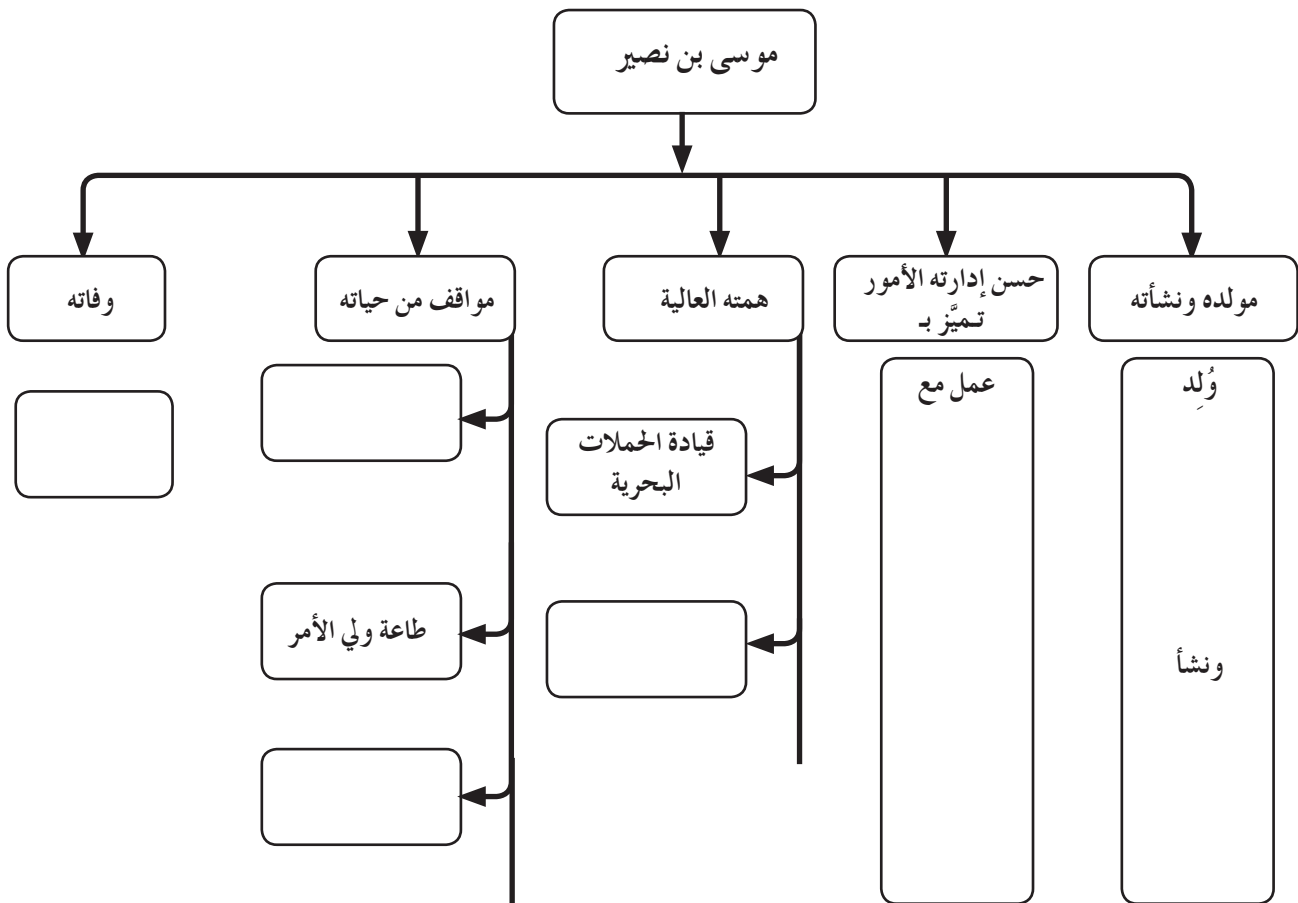 موسى بن نصير
مولده ونشأته
حسن إدارته الأمور
تـميَّز بـ
همته العالية
مواقف من حياته
وفاته
وُلِد
ونشأ
عمل مع
قيادة الحملات
البحرية
طاعة ولي الأمر